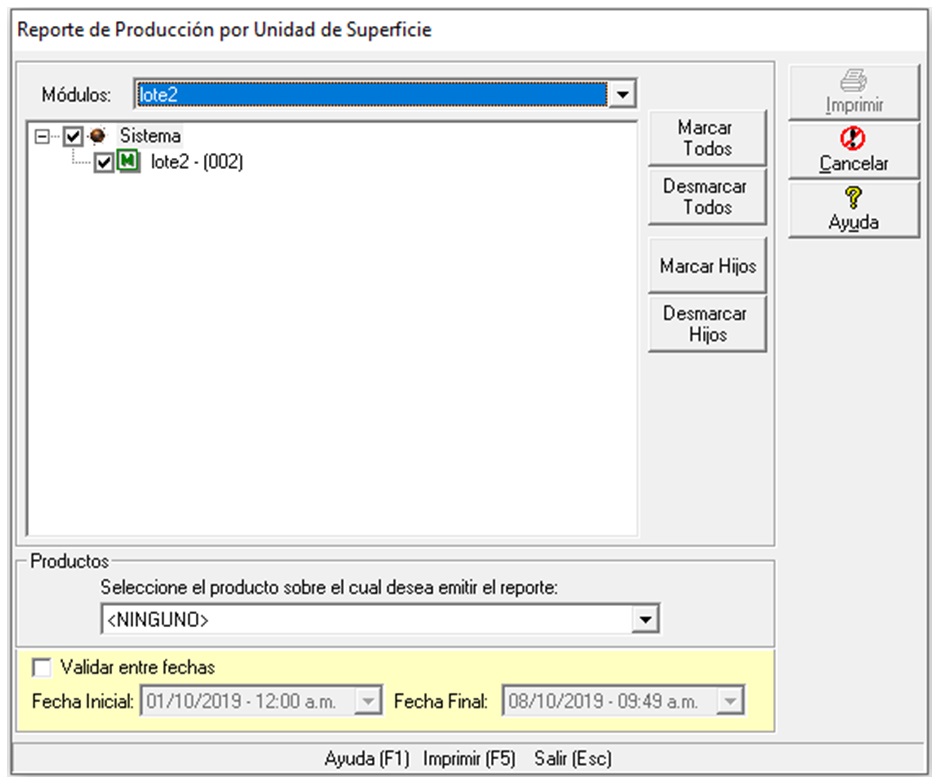 Reporte de Producción por Unidad de Superficie
Módulos: lote2
Sistema
lote2 - (002)
Marcar
Todos
Desmarcar
Todos
Marcar Hijos
Desmarcar
Hijos
Imprimir
Cancelar
Ayuda
Productos
Seleccione el producto sobre el cual desea emitir el reporte:
<NINGUNO>
Validar entre fechas
Fecha Inicial: 01/10/2019 - 12:00 a.m. Fecha Final: 08/10/2019 - 09:49 a.m.
Ayuda (F1) Imprimir (F5) Salir (Esc)